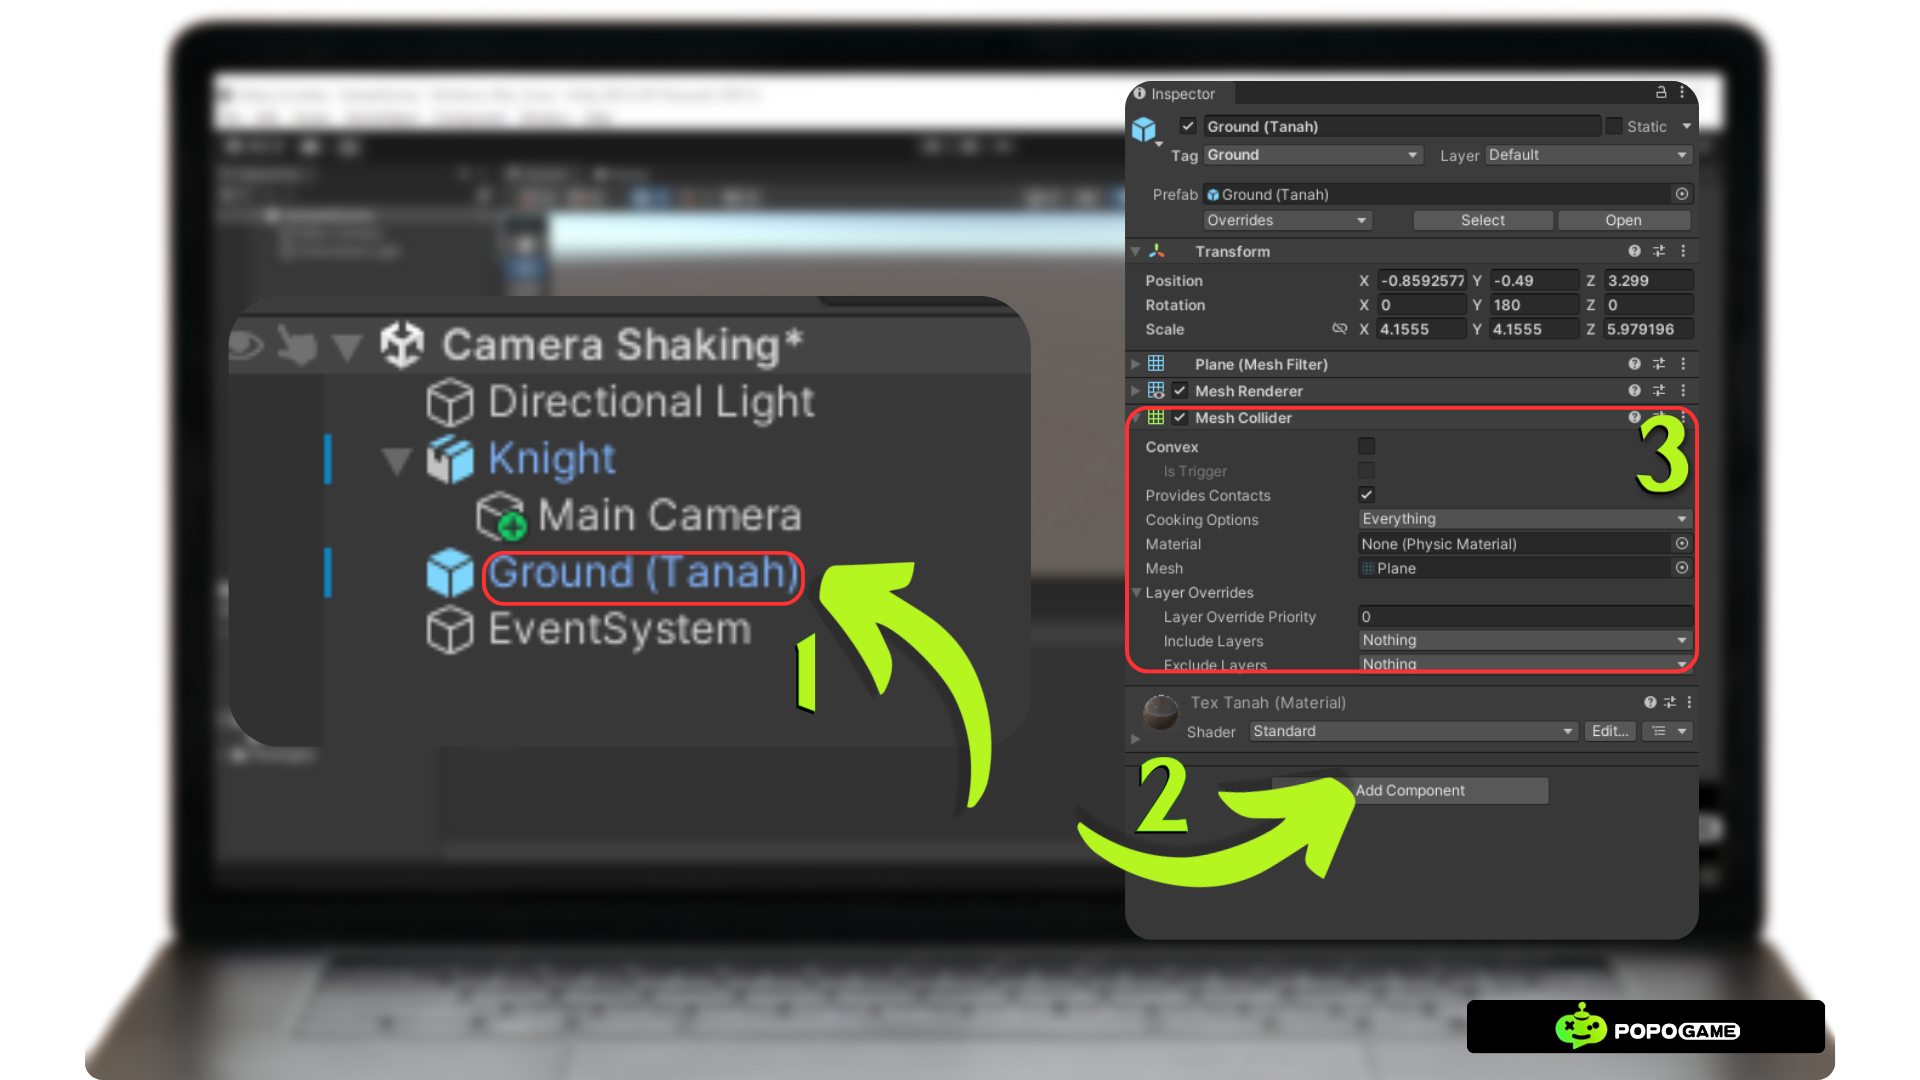 Camera Shaking*
Directional Light
Knight
Main Camera
Ground (Tanah)
EventSystem
1
Inspector
Ground (Tanah) Static
Tag Ground Layer Default
Prefab Ground (Tanah)
Overrides Select Open
Transform
Position X -0.8592577 Y -0.49 Z 3.299
Rotation X 0 Y 180 Z 0
Scale X 4.1555 Y 4.1555 Z 5.979196
Plane (Mesh Filter)
Mesh Renderer
Mesh Collider
3
Convex
Is Trigger
Provides Contacts
Cooking Options Everything
Material None (Physic Material)
Mesh Plane
Layer Overrides
Layer Override Priority 0
Include Layers Nothing
Exclude Layers Nothing
Tex Tanah (Material)
Shader Standard Edit...
2
Add Component
POPOGAME